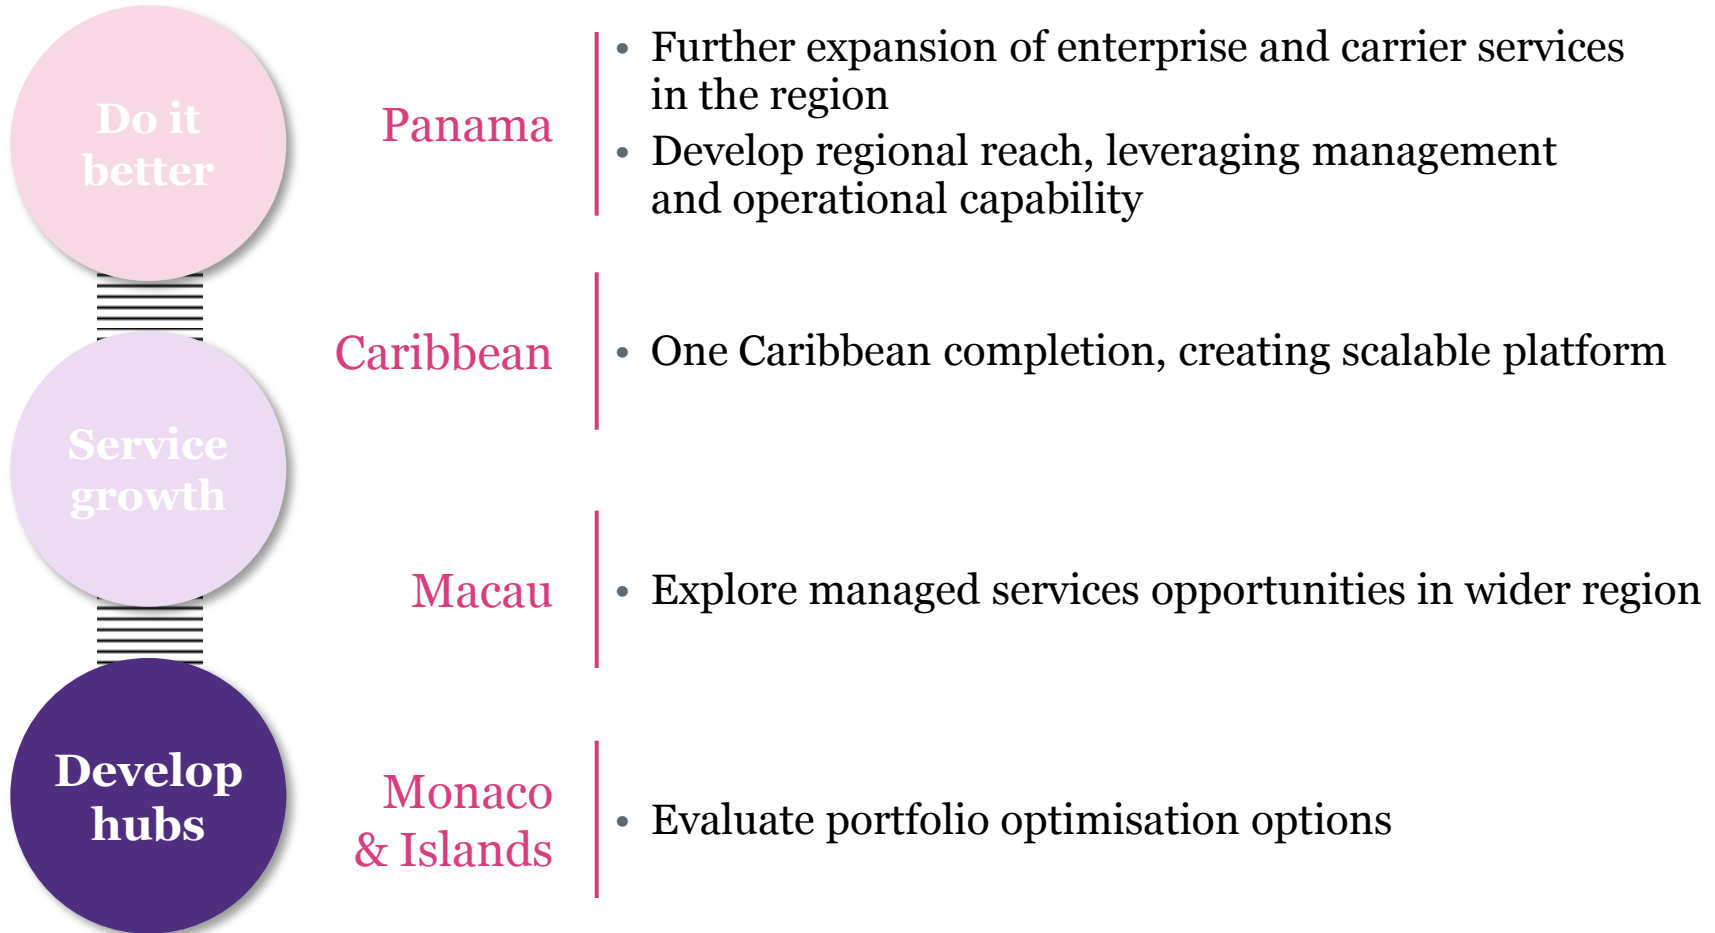 Do it
better
Panama
• Further expansion of enterprise and carrier services
in the region
• Develop regional reach, leveraging management
and operational capability
Service
growth
Caribbean
• One Caribbean completion, creating scalable platform
Macau
• Explore managed services opportunities in wider region
Develop
hubs
Monaco
& Islands
• Evaluate portfolio optimisation options